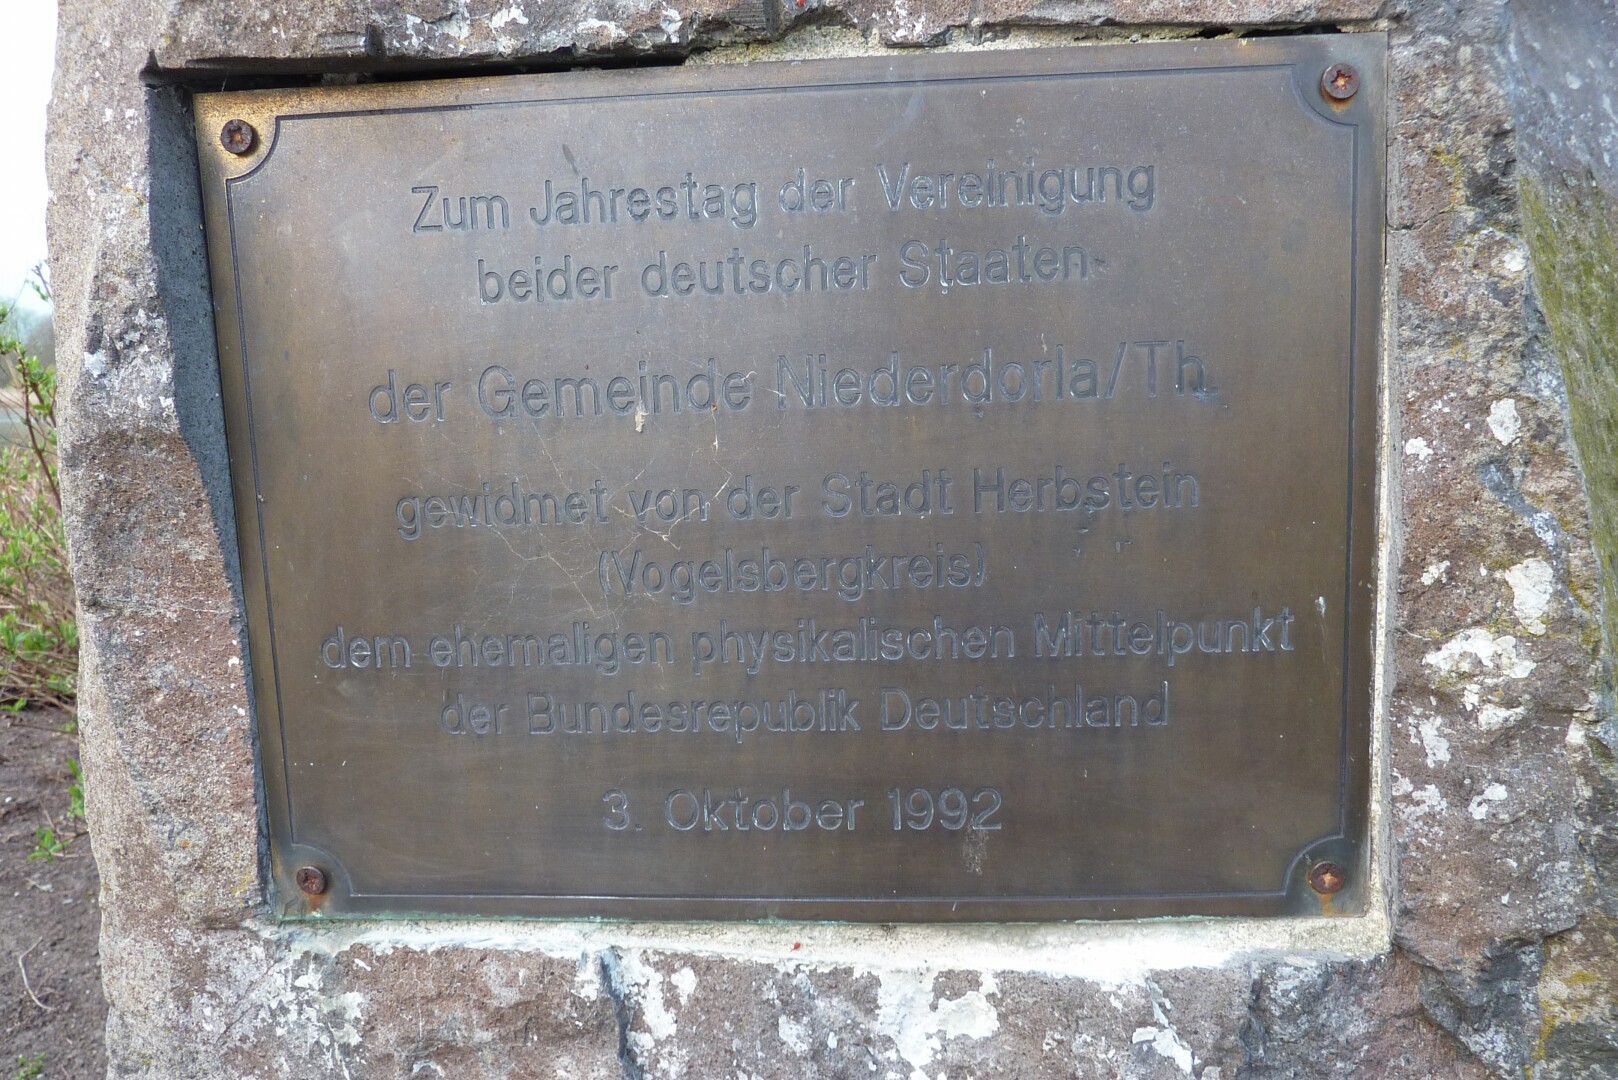 Zum Jahrestag der Vereinigung
beider deutscher Staaten
der Gemeinde Niederdorla/Th.
gewidmet von der Stadt Herbstein
(Vogelsbergkreis)
dem ehemaligen physikalischen Mittelpunkt
der Bundesrepublik Deutschland
3. Oktober 1992